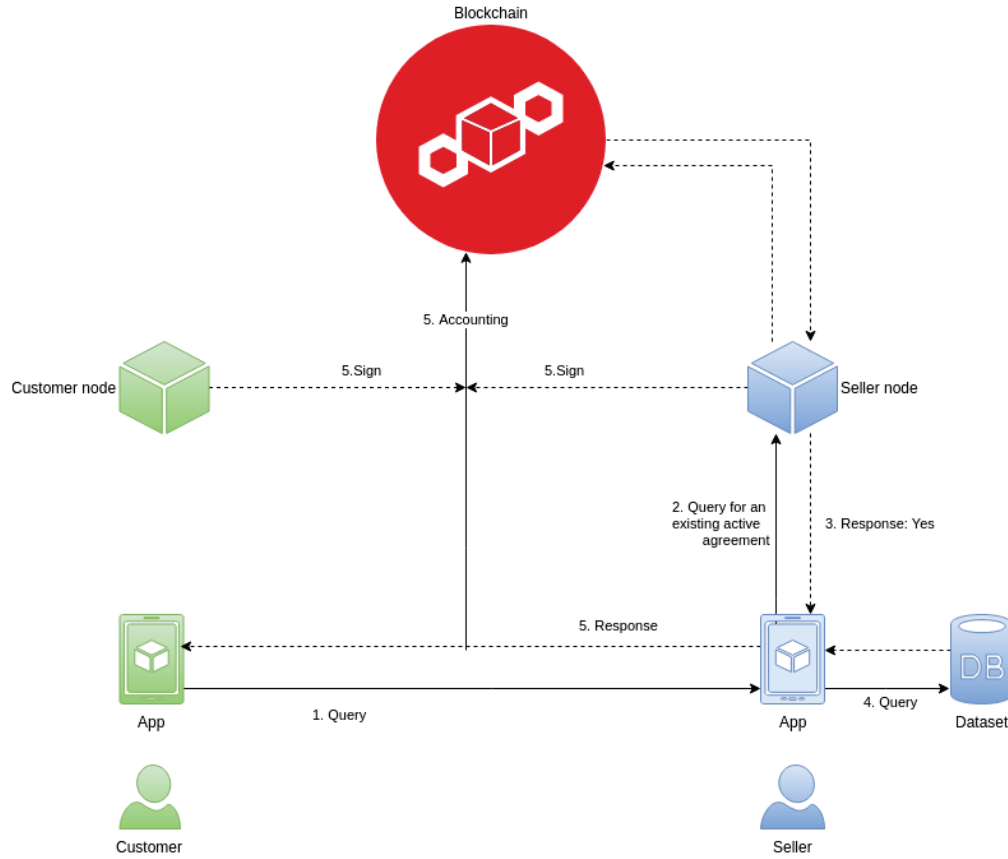 Blockchain
5. Accounting
Customer node
5.Sign
5.Sign
Seller node
2. Query for an
existing active
agreement
3. Response: Yes
5. Response
1. Query
4. Query
DB
App
App
Dataset
Customer
Seller